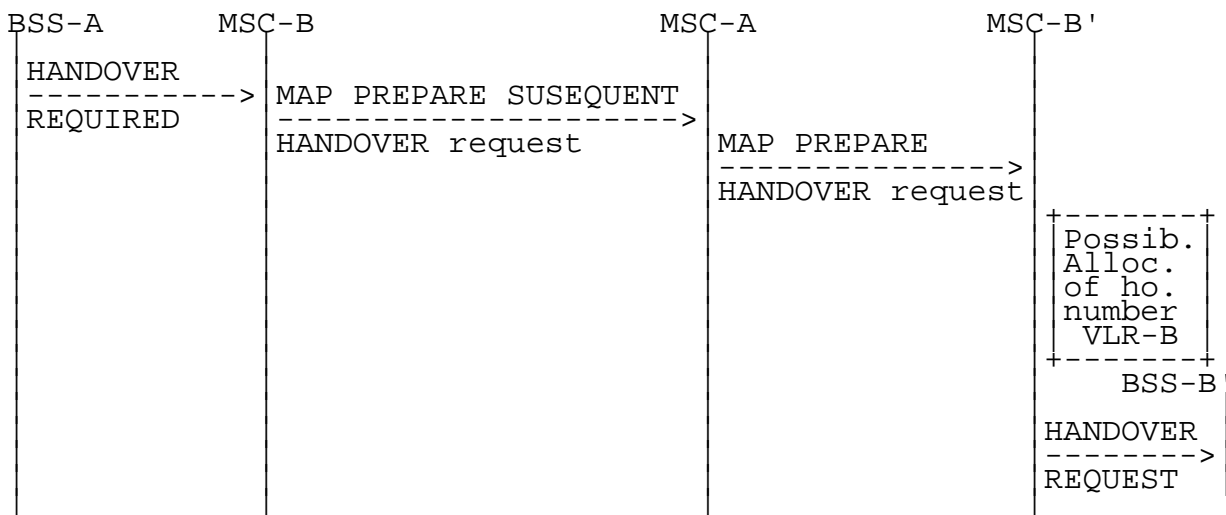 BSS-A MSC-B MSC-A MSC-B'
HANDOVER
REQUIRED
MAP PREPARE SUSEQUENT
HANDOVER request
MAP PREPARE
HANDOVER request
Possib.
Alloc.
of ho.
number
VLR-B
BSS-B'
HANDOVER
REQUEST